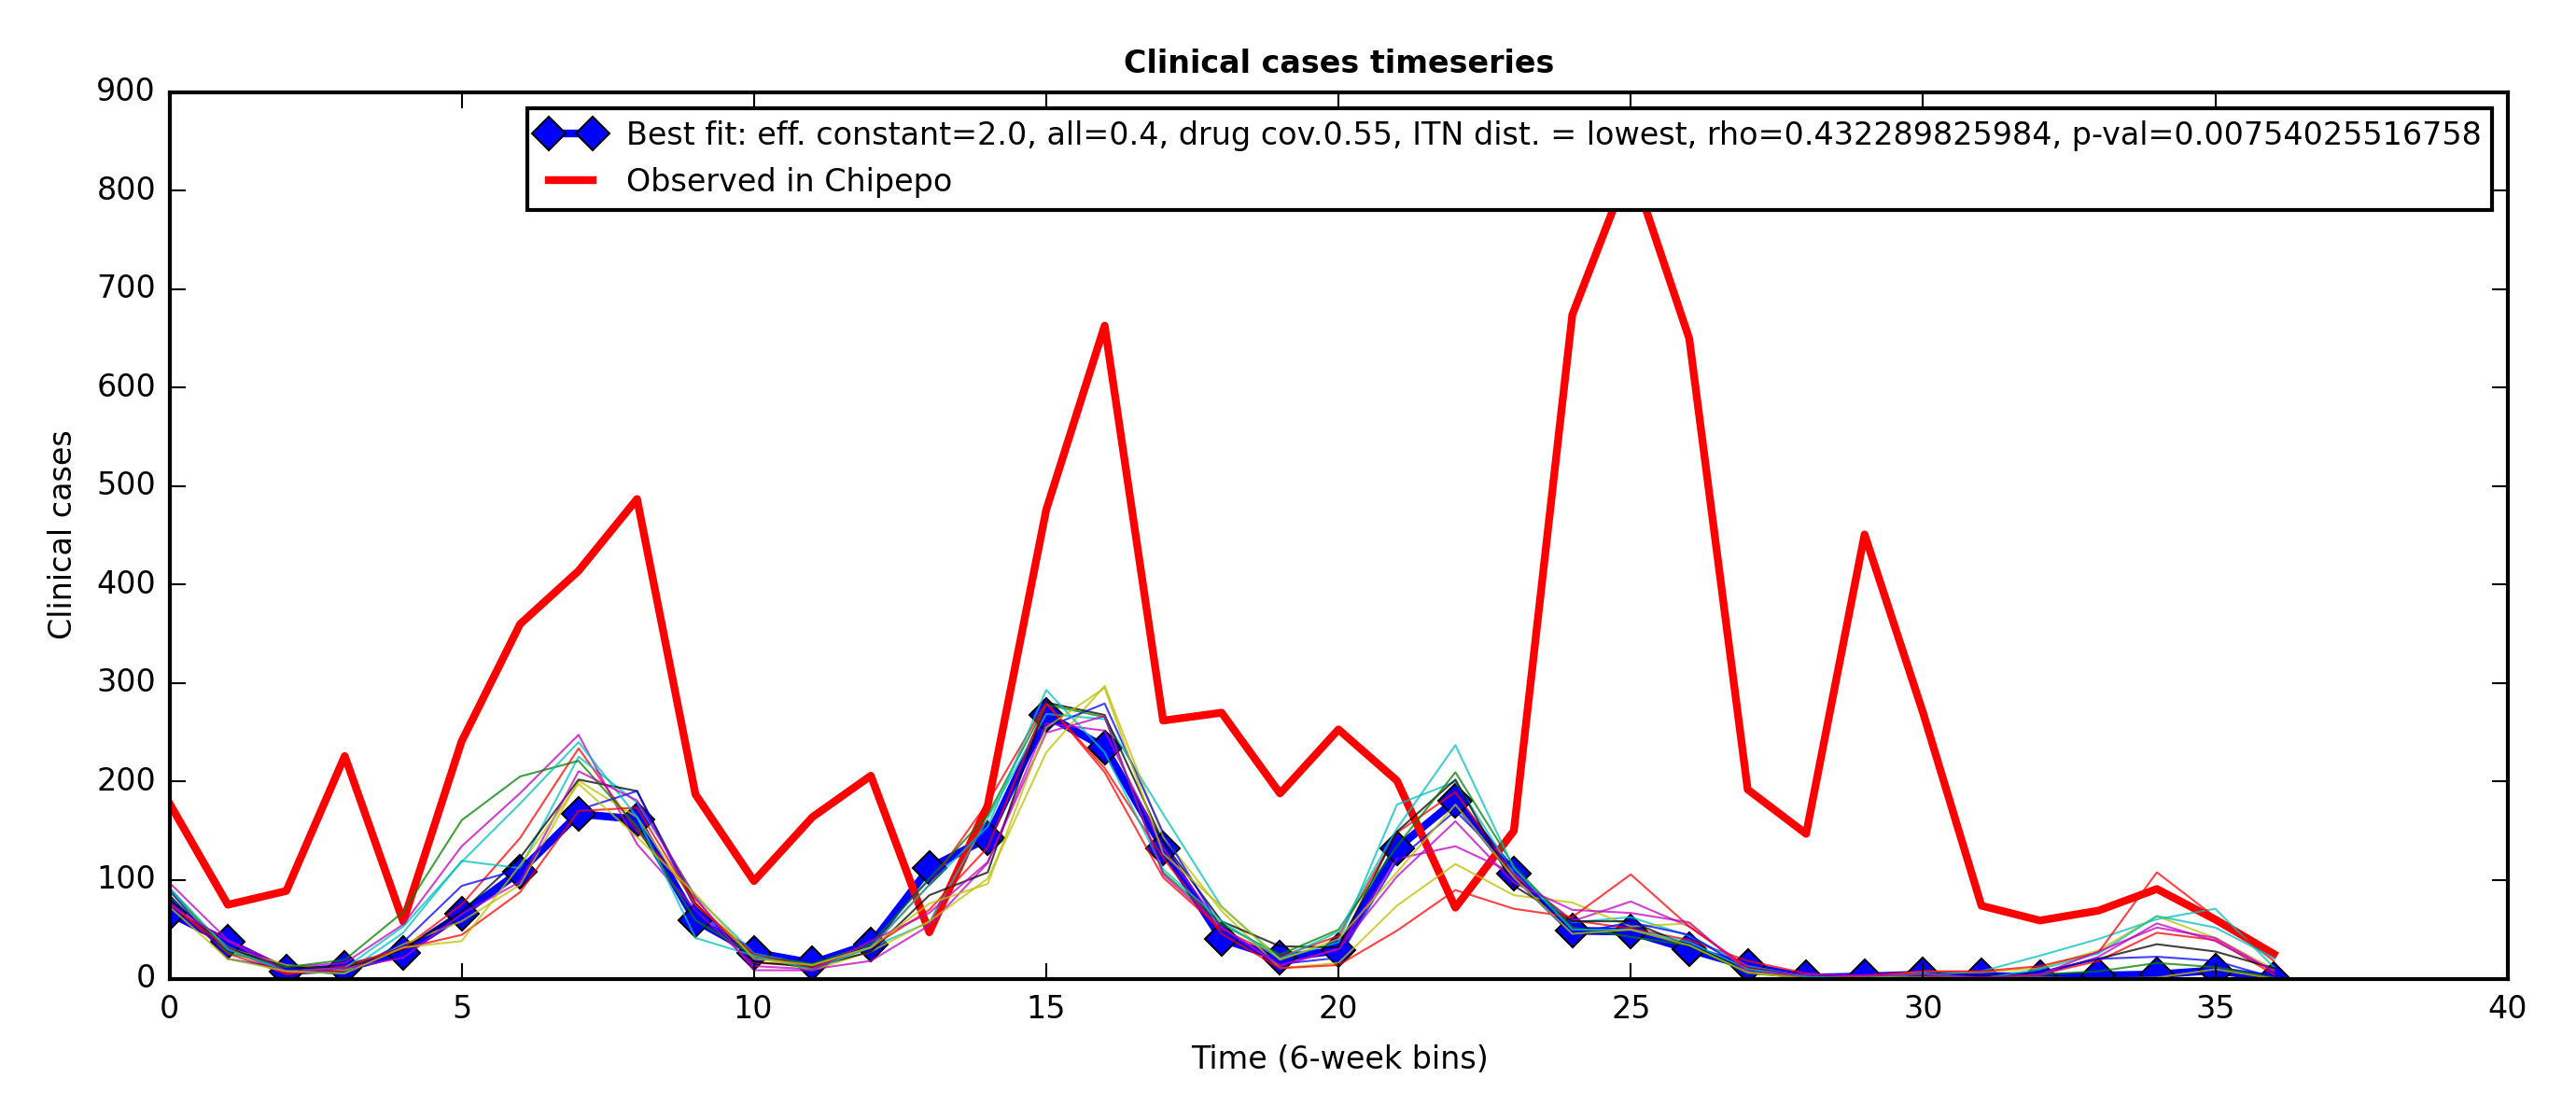 Clinical cases timeseries
900
800
700
600
500
400
300
200
100
0
Clinical cases
Best fit: eff. constant=2.0, all=0.4, drug cov.0.55, ITN dist. = lowest, rho=0.432289825984, p-val=0.00754025516758
Observed in Chipepo
0 5 10 15 20 25 30 35 40
Time (6-week bins)